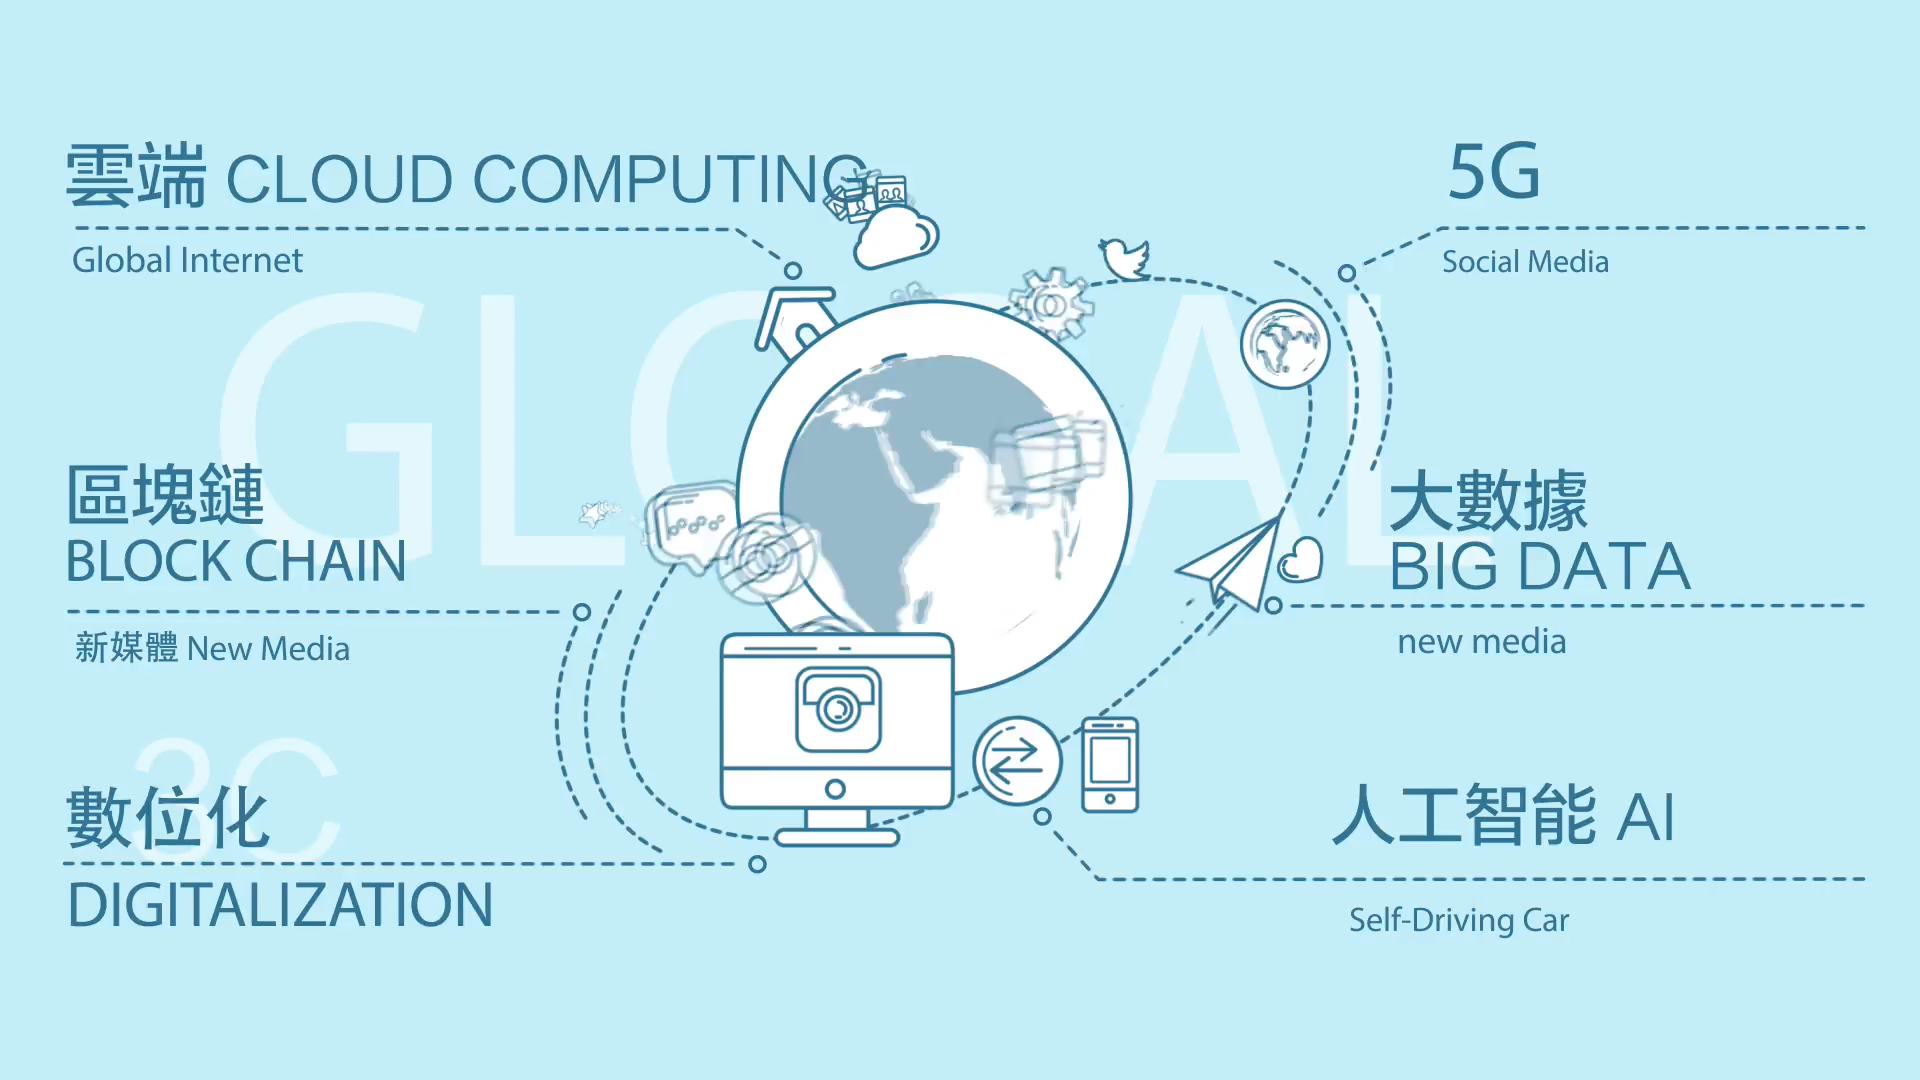 雲端 CLOUD COMPUTING
Global Internet
5G
Social Media
GLOBAL
區塊鏈
BLOCK CHAIN
新媒體 New Media
大數據
BIG DATA
new media
3C
數位化
DIGITALIZATION
人工智能 AI
Self-Driving Car